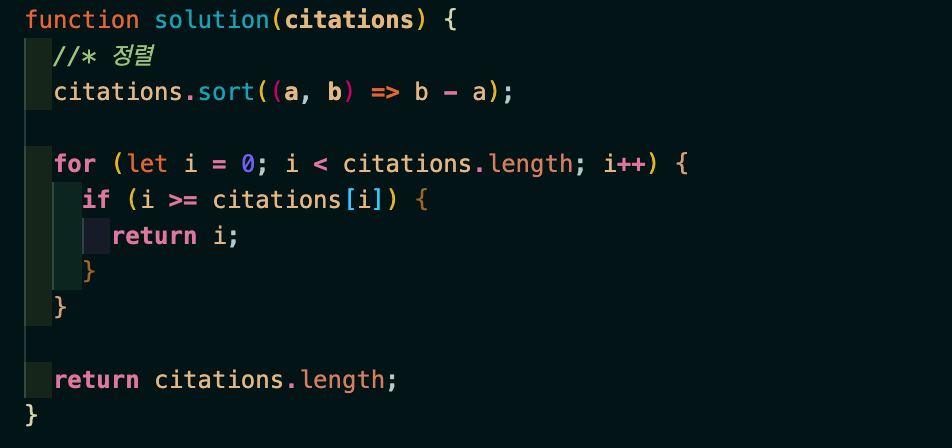 function solution(citations) {
  //* 정렬
  citations.sort((a, b) => b - a);

  for (let i = 0; i < citations.length; i++) {
    if (i >= citations[i]) {
      return i;
    }
  }

  return citations.length;
}